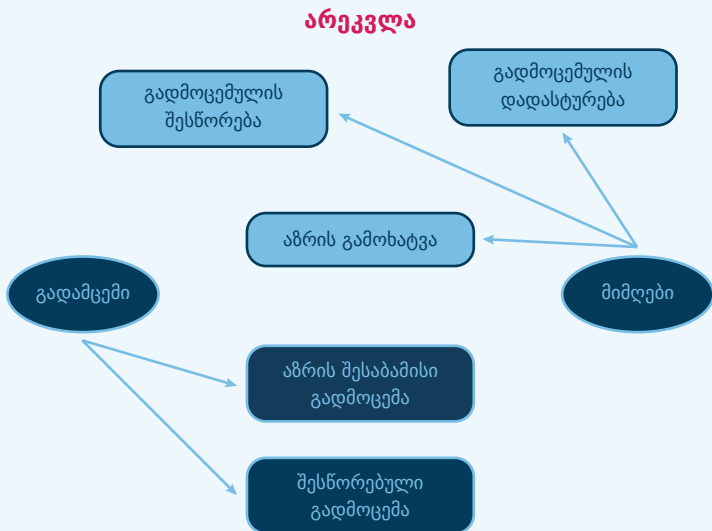 არეკვლა
გადმოცემულის
შესწორება
გადმოცემულის
დადასტურება
აზრის გამოხატვა
გადამცემი
მიმღები
აზრის შესაბამისი
გადმოცემა
შესწორებული
გადმოცემა